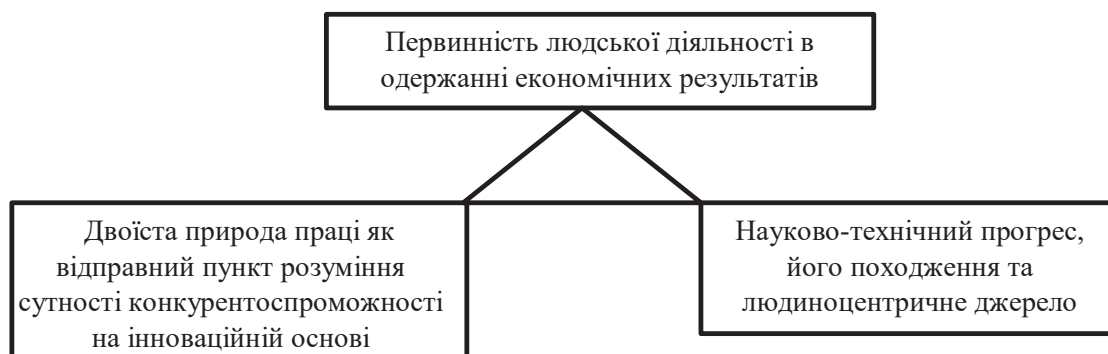 Первинність людської діяльності в
одержанні економічних результатів
Двоїста природа праці як
відправний пункт розуміння
сутності конкурентоспроможності
на інноваційній основі
Науково-технічний прогрес,
його походження та
людиноцентричне джерело